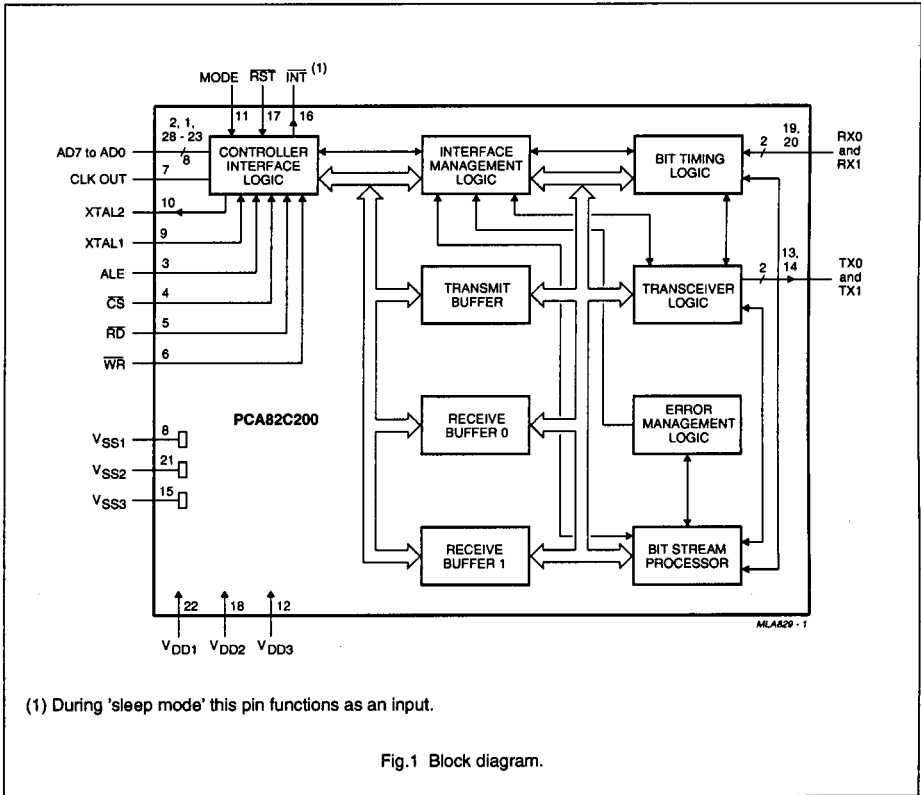 MODE RST INT (1)
11 17 16
2, 1,
28 - 23
AD7 to AD0
8
CLK OUT 7
XTAL2 10
XTAL1 9
ALE 3
CS 4
RD 5
WR 6
CONTROLLER
INTERFACE
LOGIC
INTERFACE
MANAGEMENT
LOGIC
BIT TIMING
LOGIC
2 19,
20
RX0
and
RX1
TRANSMIT
BUFFER
TRANSCEIVER
LOGIC
2 13,
14
TX0
and
TX1
PCA82C200
RECEIVE
BUFFER 0
ERROR
MANAGEMENT
LOGIC
VSS1 8
VSS2 21
VSS3 15
RECEIVE
BUFFER 1
BIT STREAM
PROCESSOR
22 18 12
VDD1 VDD2 VDD3
MLA829 - 1
(1) During 'sleep mode' this pin functions as an input.
Fig.1 Block diagram.